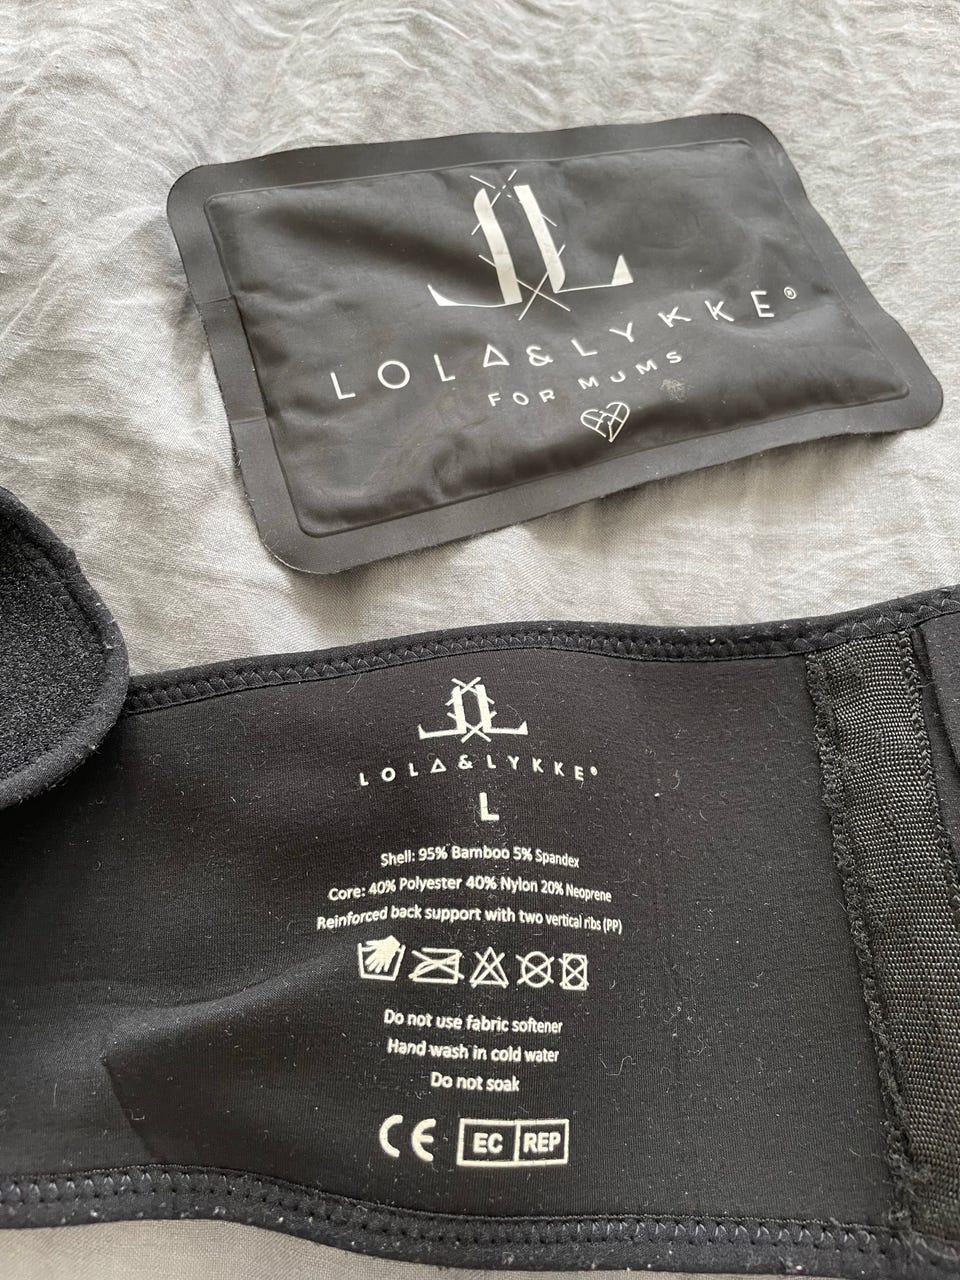 LOLA&LYKKE®
FOR MUMS
LOLA&LYKKE®
L
Shell: 95% Bamboo 5% Spandex
Core: 40% Polyester 40% Nylon 20% Neoprene
Reinforced back support with two vertical ribs (PP)
Do not use fabric softener
Hand wash in cold water
Do not soak
CE EC REP